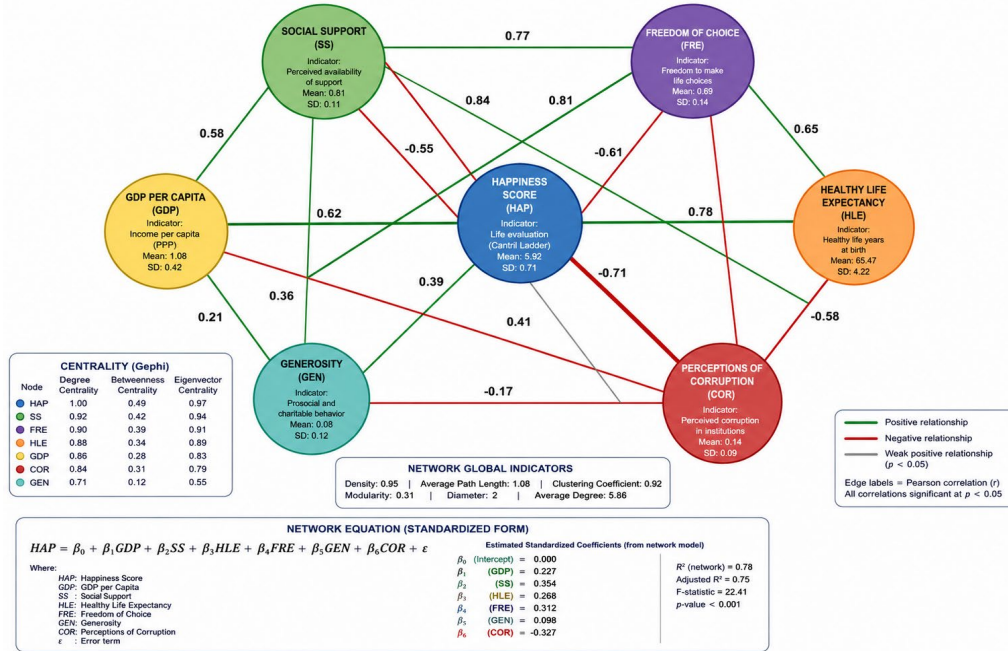 SOCIAL SUPPORT
(SS)
Indicator:
Perceived availability
of support
Mean: 0.81
SD: 0.11
0.77
FREEDOM OF CHOICE
(FRE)
Indicator:
Freedom to make
life choices
Mean: 0.69
SD: 0.14
0.84
0.81
0.58
-0.55
-0.61
0.65
GDP PER CAPITA
(GDP)
Indicator:
Income per capita
(PPP)
Mean: 1.08
SD: 0.42
0.62
HAPPINESS
SCORE
(HAP)
Indicator:
Life evaluation
(Cantril Ladder)
Mean: 5.92
SD: 0.71
0.78
HEALTHY LIFE
EXPECTANCY
(HLE)
Indicator:
Healthy life years
at birth
Mean: 65.47
SD: 4.22
0.36
0.39
-0.71
0.21
0.41
-0.58
GENEROSITY
(GEN)
Indicator:
Prosocial and
charitable behavior
Mean: 0.08
SD: 0.12
-0.17
PERCEPTIONS OF
CORRUPTION
(COR)
Indicator:
Perceived corruption
in institutions
Mean: 0.14
SD: 0.09
CENTRALITY (Gephi)
Node Degree Centrality Betweenness Centrality Eigenvector Centrality
HAP 1.00 0.49 0.97
SS 0.92 0.42 0.94
FRE 0.90 0.39 0.91
HLE 0.88 0.34 0.89
GDP 0.86 0.28 0.83
COR 0.84 0.31 0.79
GEN 0.71 0.12 0.55
Positive relationship
Negative relationship
Weak positive relationship
(p < 0.05)
Edge labels = Pearson correlation (r)
All correlations significant at p < 0.05
NETWORK GLOBAL INDICATORS
Density: 0.95 | Average Path Length: 1.08 | Clustering Coefficient: 0.92
Modularity: 0.31 | Diameter: 2 | Average Degree: 5.86
NETWORK EQUATION (STANDARDIZED FORM)
HAP = β₀ + β₁GDP + β₂SS + β₃HLE + β₄FRE + β₅GEN + β₆COR + ε
Where:
HAP: Happiness Score
GDP: GDP per Capita
SS : Social Support
HLE: Healthy Life Expectancy
FRE: Freedom of Choice
GEN: Generosity
COR: Perceptions of Corruption
ε : Error term
Estimated Standardized Coefficients (from network model)
β₀ (Intercept) = 0.000
β₁ (GDP) = 0.227
β₂ (SS) = 0.354
β₃ (HLE) = 0.268
β₄ (FRE) = 0.312
β₅ (GEN) = 0.098
β₆ (COR) = -0.327
R² (network) = 0.78
Adjusted R² = 0.75
F-statistic = 22.41
p-value < 0.001